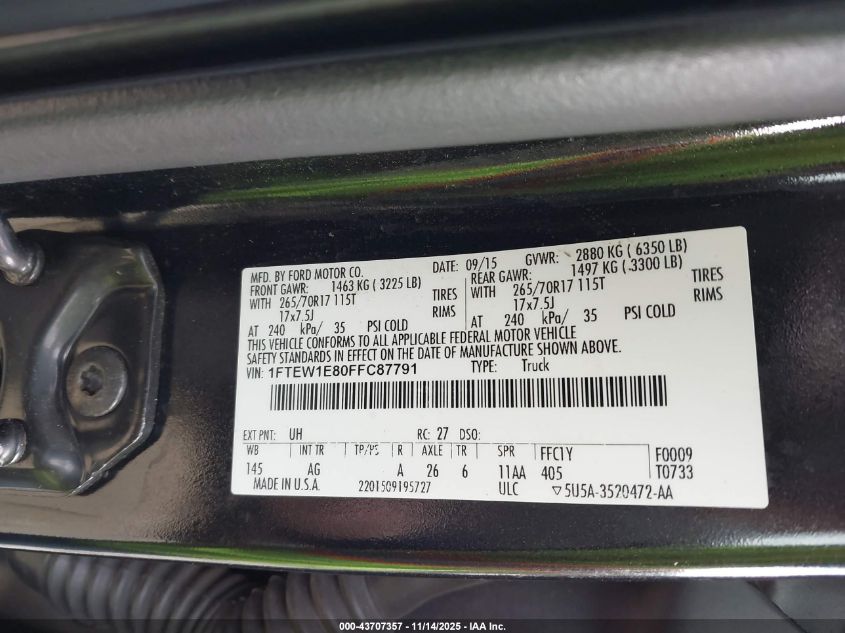 MFD. BY FORD MOTOR CO.
DATE: 09/15 GVWR: 2880 KG ( 6350 LB)
FRONT GAWR: 1463 KG ( 3225 LB) REAR GAWR: 1497 KG ( 3300 LB)
WITH 265/70R17 115T TIRES WITH 265/70R17 115T TIRES
17x7.5J RIMS 17x7.5J RIMS
AT 240 kPa/ 35 PSI COLD AT 240 kPa/ 35 PSI COLD
THIS VEHICLE CONFORMS TO ALL APPLICABLE FEDERAL MOTOR VEHICLE
SAFETY STANDARDS IN EFFECT ON THE DATE OF MANUFACTURE SHOWN ABOVE.
VIN: 1FTEW1E80FFC87791 TYPE: Truck
EXT PNT: UH RC: 27 DSO:
WB INT TR TP/PS R AXLE TR SPR FFC1Y F0009
145 AG A 26 6 11AA 405 T0733
MADE IN U.S.A. 2201509195727 ULC ▽5U5A-3520472-AA
000-43707357 - 11/14/2025 - IAA Inc.